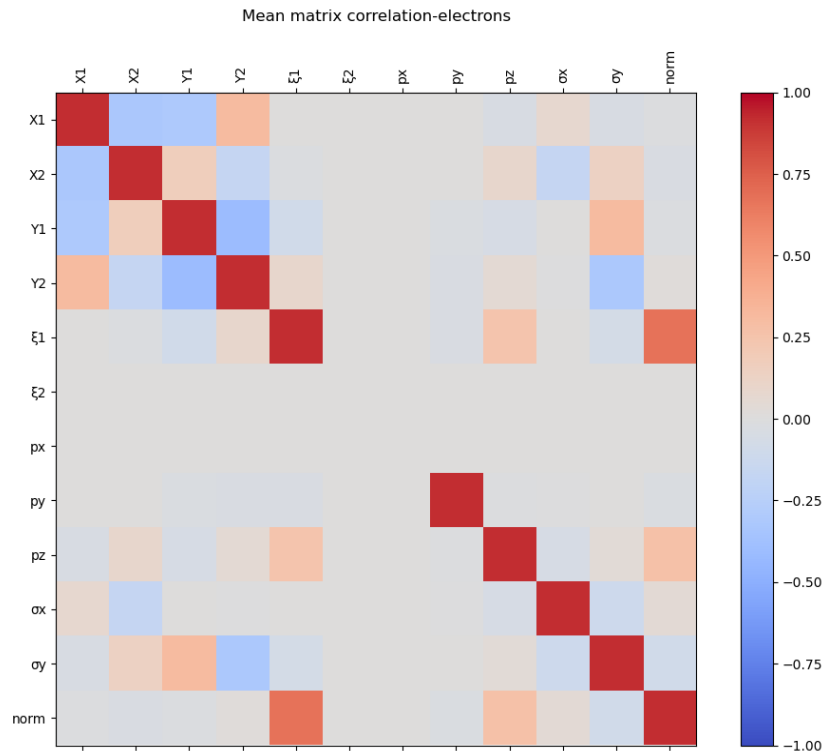 Mean matrix correlation-electrons
X1 X2 Y1 Y2 ξ1 ξ2 px py pz σx σy norm
X1
X2
Y1
Y2
ξ1
ξ2
px
py
pz
σx
σy
norm
1.00
0.75
0.50
0.25
0.00
−0.25
−0.50
−0.75
−1.00